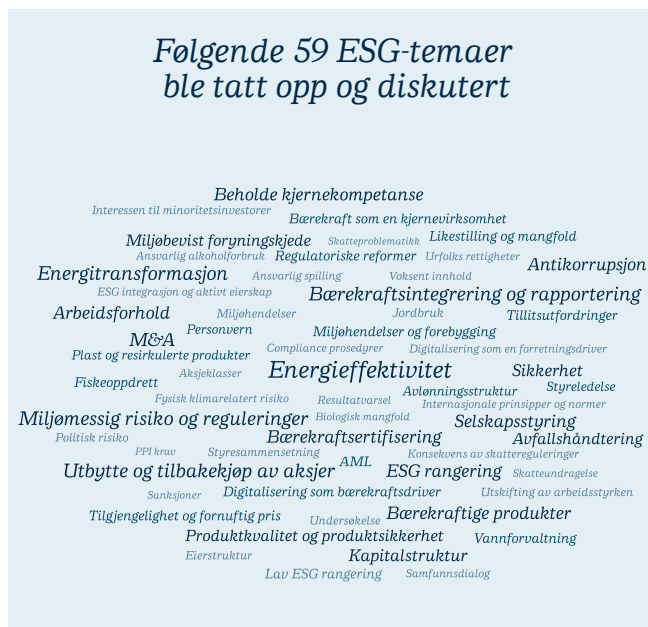 Følgende 59 ESG-temaer
ble tatt opp og diskutert
Beholde kjernekompetanse
Interessen til minoritetsinvestorer
Bærekraft som en kjernevirksomhet
Miljøbevist foryningskjede Skatteproblematikk Likestilling og mangfold
Ansvarlig alkoholforbruk Regulatoriske reformer Urfolks rettigheter
Energitransformasjon Ansvarlig spilling Voksent innhold Antikorrupsjon
ESG integrasjon og aktivt eierskap Bærekraftsintegrering og rapportering
Arbeidsforhold Miljøhendelser Jordbruk Tillitsutfordringer
M&A Personvern Miljøhendelser og forebygging
Plast og resirkulerte produkter Compliance prosedyrer Digitalisering som en forretningsdriver
Fiskeoppdrett Aksjeklasser Energieffektivitet Sikkerhet
Fysisk klimarelatert risiko Resultatvarsel Avlønningsstruktur Styreledelse
Internasjonale prinsipper og normer
Miljømessig risiko og reguleringer Biologisk mangfold Selskapsstyring
Politisk risiko Bærekraftsertifisering Avfallshåndtering
PPI krav Styresammensetning Konsekvens av skattereguleringer
Utbytte og tilbakekjøp av aksjer AML ESG rangering Skatteundragelse
Sanksjoner Digitalisering som bærekraftsdriver Utskifting av arbeidsstyrken
Tilgjengelighet og fornuftig pris Undersøkelse Bærekraftige produkter
Produktkvalitet og produktsikkerhet Vannforvaltning
Eierstruktur Kapitalstruktur
Lav ESG rangering Samfunnsdialog